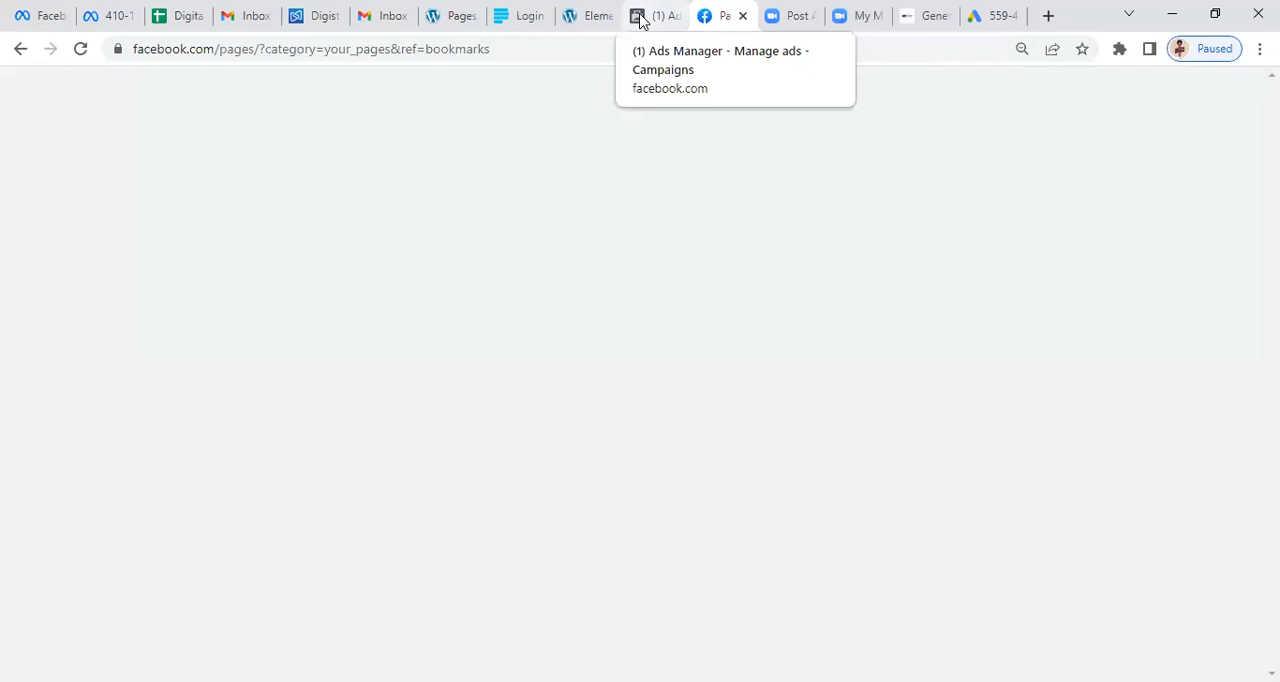 Faceb
410-1
Digita
Inbox
Digist
Inbox
Pages
Login
Eleme
(1) Ad
Pa
Post A
My M
Gene
559-4
facebook.com/pages/?category=your_pages&ref=bookmarks
Paused
(1) Ads Manager - Manage ads -
Campaigns
facebook.com